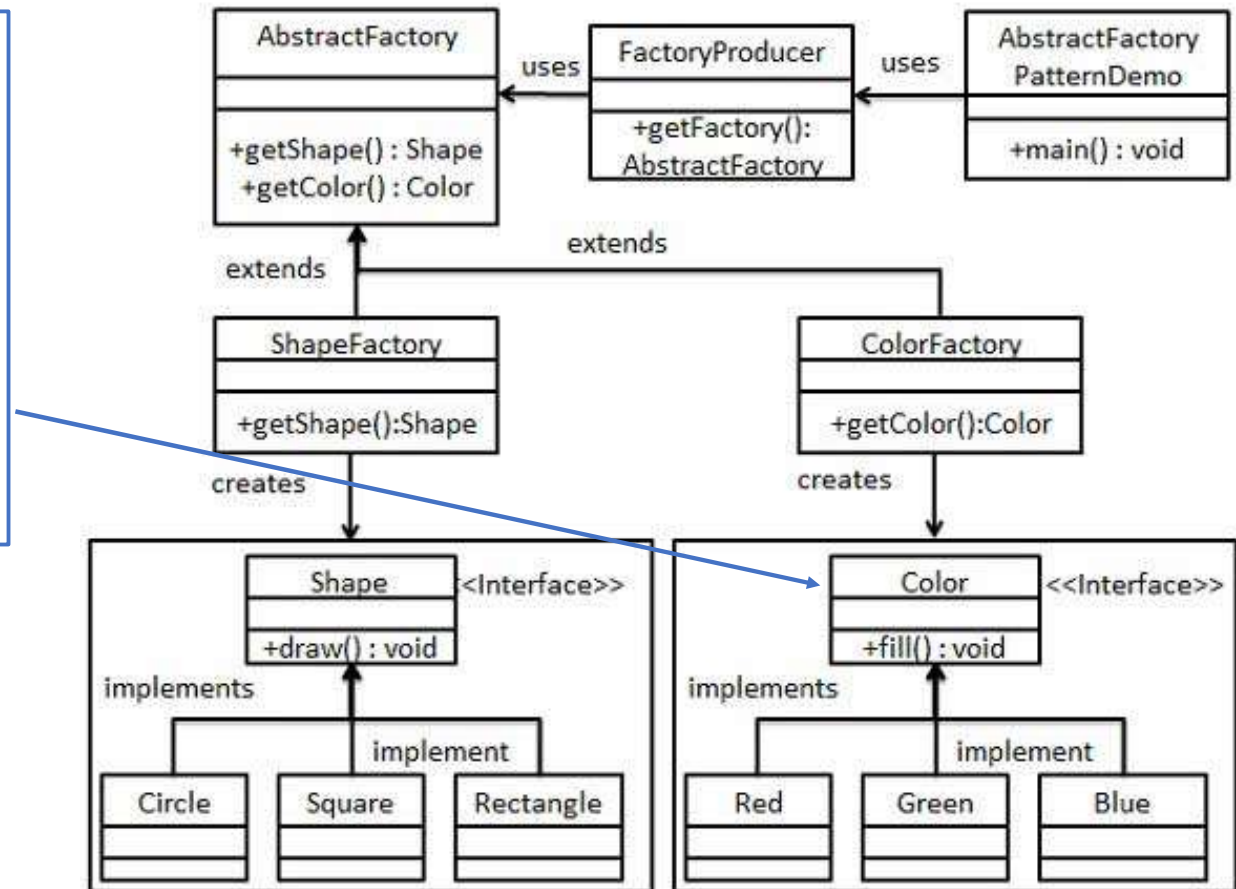 AbstractFactory
+getShape() : Shape
+getColor() : Color
uses
FactoryProducer
+getFactory():
AbstractFactory
uses
AbstractFactory
PatternDemo
+main() : void
extends
extends
ShapeFactory
+getShape():Shape
ColorFactory
+getColor():Color
creates
creates
Shape
<<Interface>>
+draw() : void
implements
implement
Circle
Square
Rectangle
Color
<<Interface>>
+fill() : void
implements
implement
Red
Green
Blue